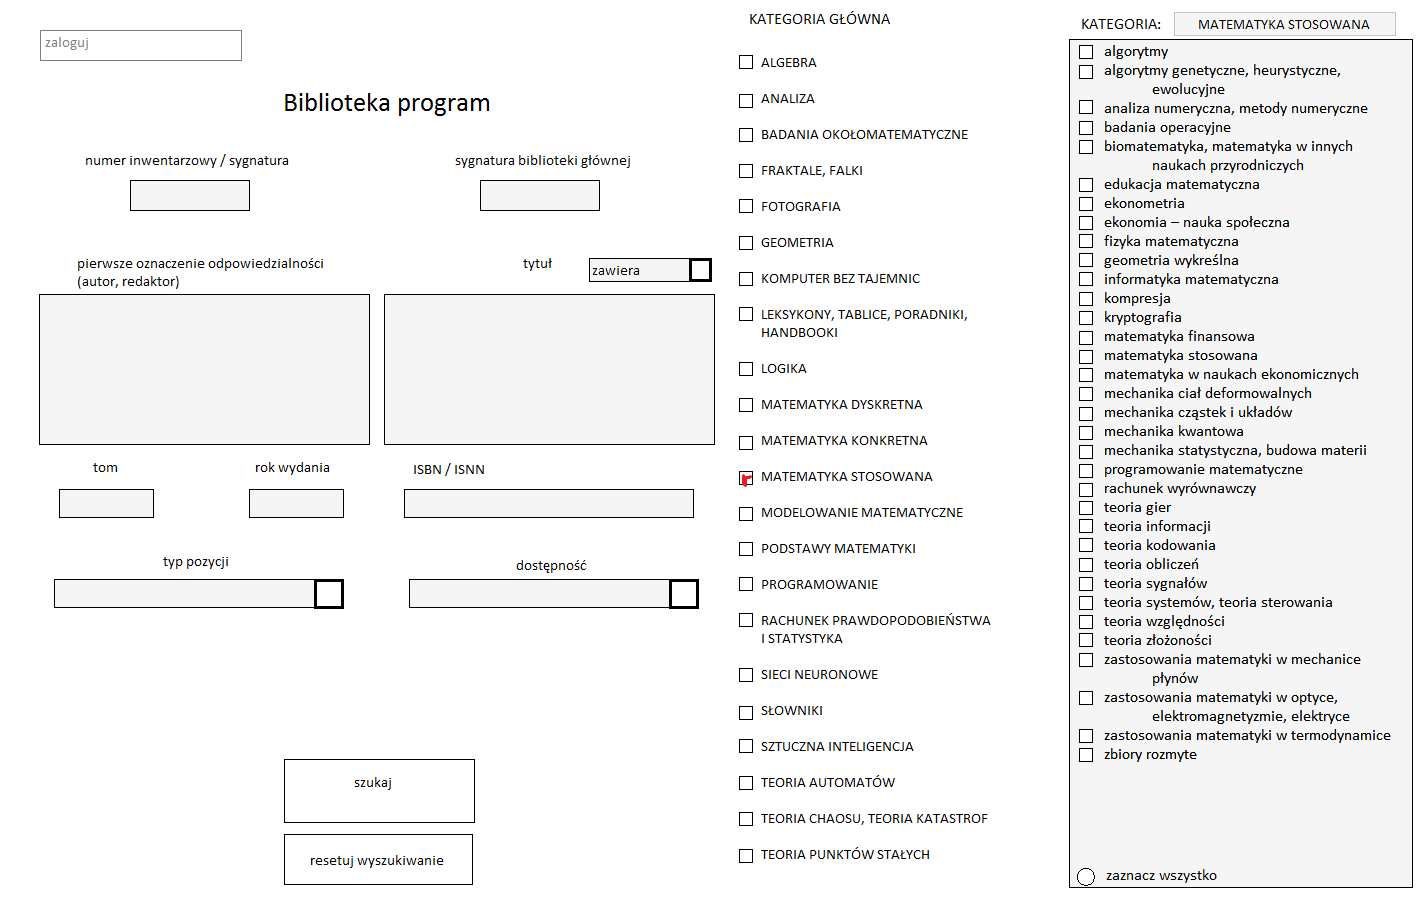 zaloguj
Biblioteka program
numer inwentarzowy / sygnatura
sygnatura biblioteki głównej
pierwsze oznaczenie odpowiedzialności
(autor, redaktor)
tytuł
zawiera
tom
rok wydania
ISBN / ISNN
typ pozycji
dostępność
szukaj
resetuj wyszukiwanie
KATEGORIA GŁÓWNA
ALGEBRA
ANALIZA
BADANIA OKOŁOMATEMATYCZNE
FRAKTALE, FALKI
FOTOGRAFIA
GEOMETRIA
KOMPUTER BEZ TAJEMNIC
LEKSYKONY, TABLICE, PORADNIKI,
HANDBOOKI
LOGIKA
MATEMATYKA DYSKRETNA
MATEMATYKA KONKRETNA
MATEMATYKA STOSOWANA
MODELOWANIE MATEMATYCZNE
PODSTAWY MATEMATYKI
PROGRAMOWANIE
RACHUNEK PRAWDOPODOBIEŃSTWA
I STATYSTYKA
SIECI NEURONOWE
SŁOWNIKI
SZTUCZNA INTELIGENCJA
TEORIA AUTOMATÓW
TEORIA CHAOSU, TEORIA KATASTROF
TEORIA PUNKTÓW STAŁYCH
KATEGORIA: MATEMATYKA STOSOWANA
algorytmy
algorytmy genetyczne, heurystyczne,
ewolucyjne
analiza numeryczna, metody numeryczne
badania operacyjne
biomatematyka, matematyka w innych
naukach przyrodniczych
edukacja matematyczna
ekonometria
ekonomia – nauka społeczna
fizyka matematyczna
geometria wykreślna
informatyka matematyczna
kompresja
kryptografia
matematyka finansowa
matematyka stosowana
matematyka w naukach ekonomicznych
mechanika ciał deformowalnych
mechanika cząstek i układów
mechanika kwantowa
mechanika statystyczna, budowa materii
programowanie matematyczne
rachunek wyrównawczy
teoria gier
teoria informacji
teoria kodowania
teoria obliczeń
teoria sygnałów
teoria systemów, teoria sterowania
teoria względności
teoria złożoności
zastosowania matematyki w mechanice
płynów
zastosowania matematyki w optyce,
elektromagnetyzmie, elektryce
zastosowania matematyki w termodynamice
zbiory rozmyte
zaznacz wszystko